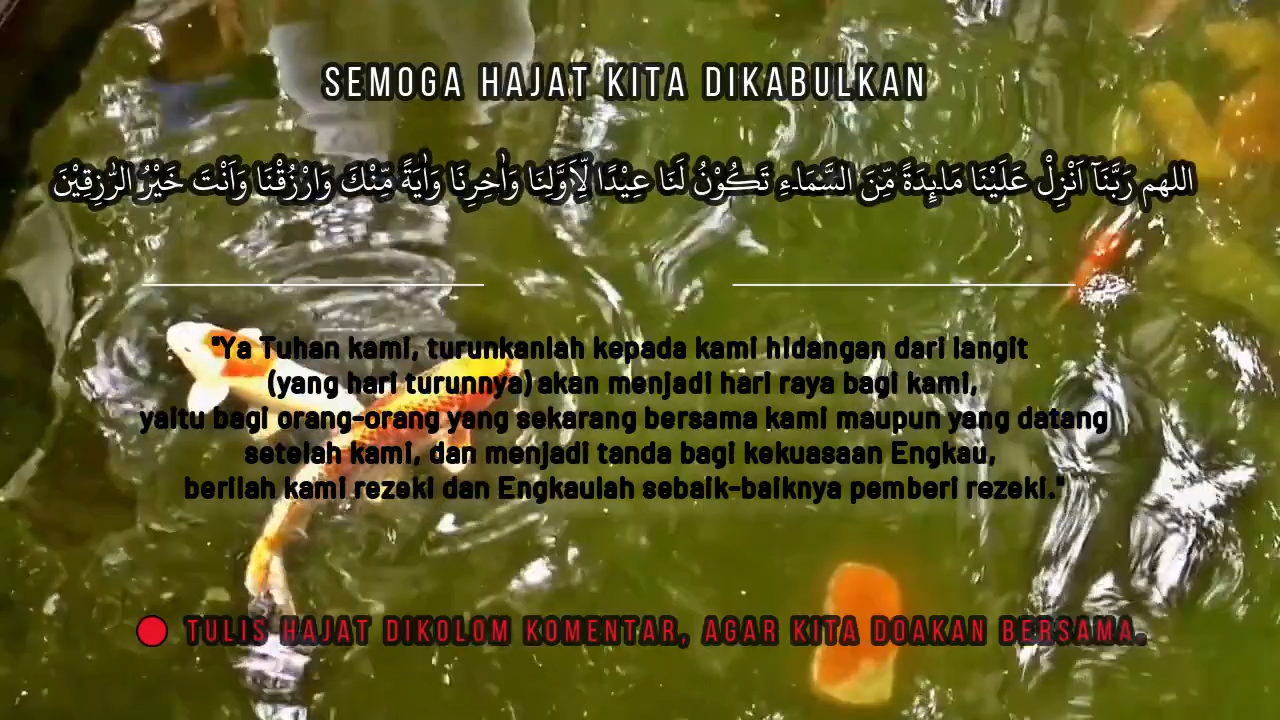 SEMOGA HAJAT KITA DIKABULKAN
اللهم رَبَّنَآ اَنْزِلْ عَلَيْنَا مَاۤىِٕدَةً مِّنَ السَّمَاۤءِ تَكُوْنُ لَنَا عِيْدًا لِّاَوَّلِنَا وَاٰخِرِنَا وَاٰيَةً مِّنْكَ وَارْزُقْنَا وَاَنْتَ خَيْرُ الرّٰزِقِيْنَ
"Ya Tuhan kami, turunkanlah kepada kami hidangan dari langit
(yang hari turunnya) akan menjadi hari raya bagi kami,
yaitu bagi orang-orang yang sekarang bersama kami maupun yang datang
setelah kami, dan menjadi tanda bagi kekuasaan Engkau,
berilah kami rezeki dan Engkaulah sebaik-baiknya pemberi rezeki."
TULIS HAJAT DIKOLOM KOMENTAR, AGAR KITA DOAKAN BERSAMA.